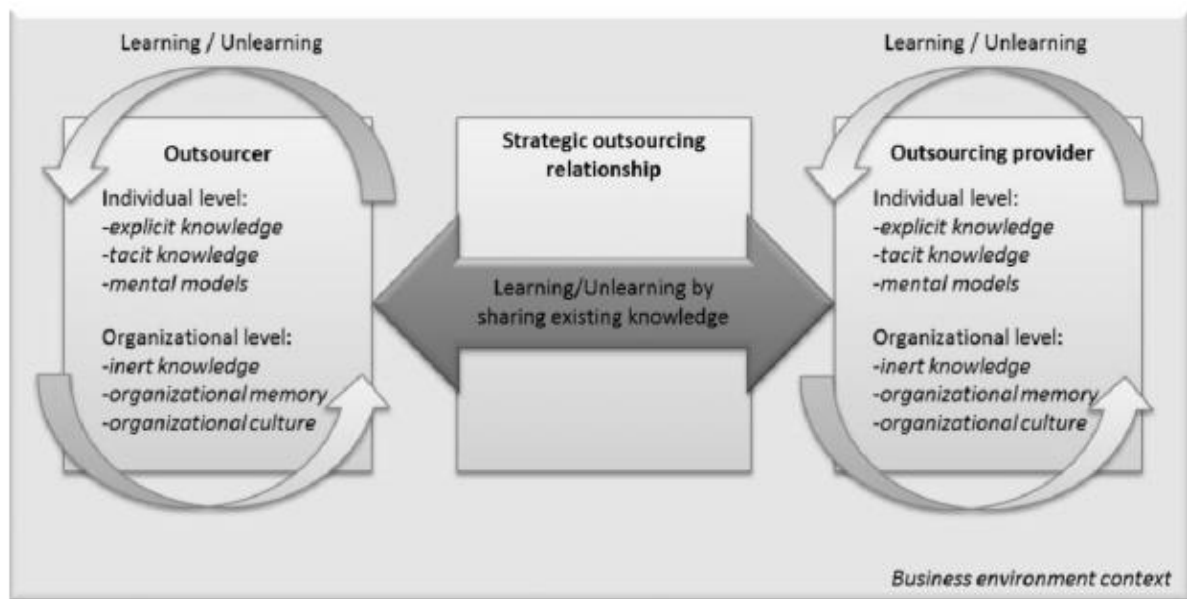 Learning / Unlearning
Outsourcer
Individual level:
-explicit knowledge
-tacit knowledge
-mental models
Organizational level:
-inert knowledge
-organizational memory
-organizational culture
Strategic outsourcing
relationship
Learning/Unlearning by
sharing existing knowledge
Learning / Unlearning
Outsourcing provider
Individual level:
-explicit knowledge
-tacit knowledge
-mental models
Organizational level:
-inert knowledge
-organizational memory
-organizational culture
Business environment context